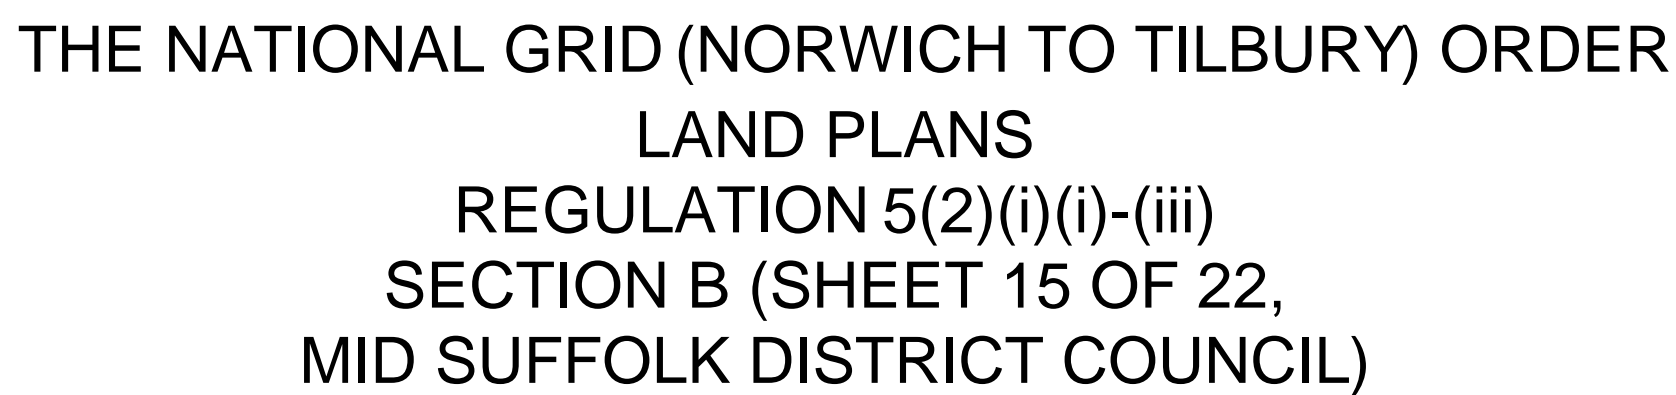 THE NATIONAL GRID (NORWICH TO TILBURY) ORDER
LAND PLANS
REGULATION 5(2)(i)(i)-(iii)
SECTION B (SHEET 15 OF 22,
MID SUFFOLK DISTRICT COUNCIL)